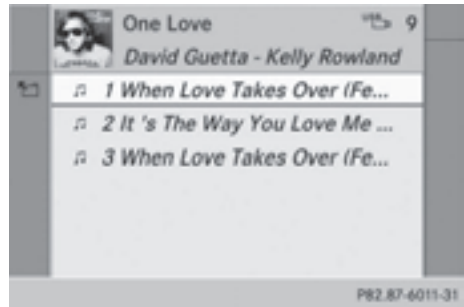 One Love USB 9
David Guetta - Kelly Rowland
1 When Love Takes Over (Fe...
2 It 's The Way You Love Me ...
3 When Love Takes Over (Fe...
P82.87-6011-31